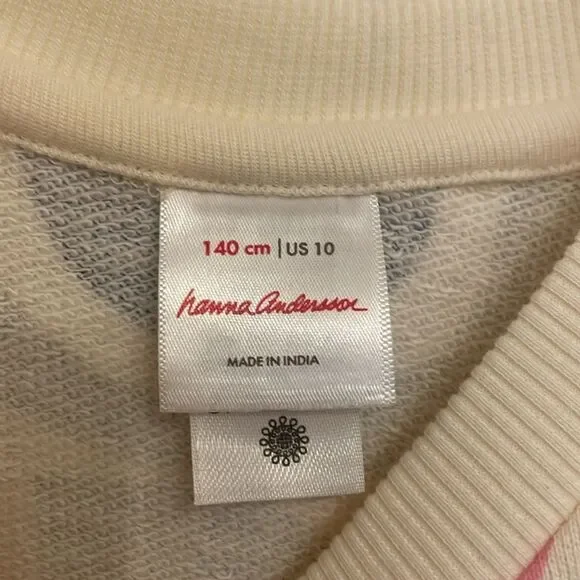 140 cm | US 10
hanna Andersson
MADE IN INDIA